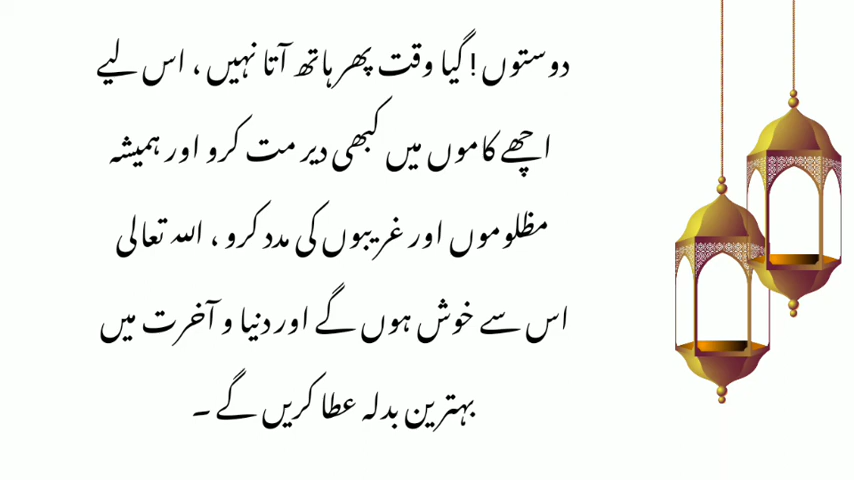 دوستوں! گیا وقت پھر ہاتھ آتا نہیں، اس لیے
اچھے کاموں میں کبھی دیر مت کرو اور ہمیشہ
مظلوموں اور غریبوں کی مدد کرو، اللہ تعالی
اس سے خوش ہوں گے اور دنیا و آخرت میں
بہترین بدلہ عطا کریں گے۔